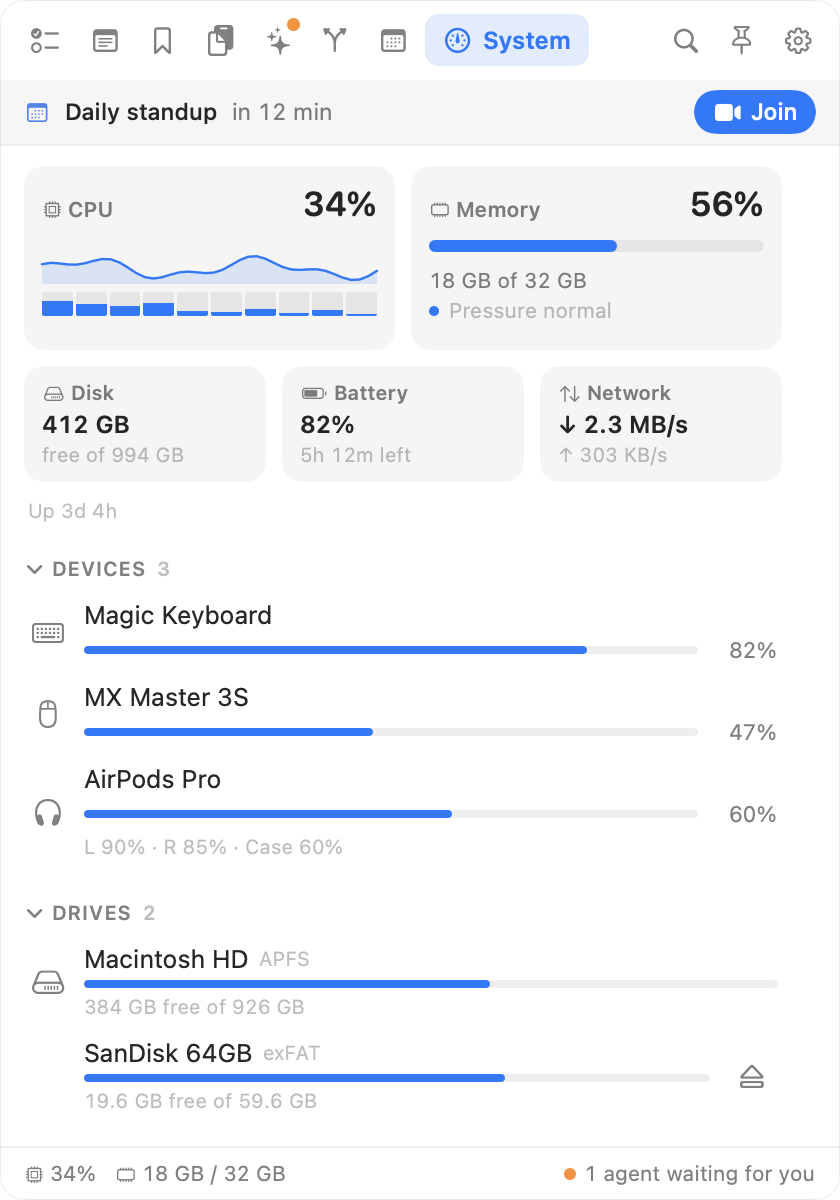 System
Daily standup in 12 min
Join
CPU 34%
Memory 56%
18 GB of 32 GB
Pressure normal
Disk
412 GB
free of 994 GB
Battery
82%
5h 12m left
Network
↓ 2.3 MB/s
↑ 303 KB/s
Up 3d 4h
DEVICES 3
Magic Keyboard
82%
MX Master 3S
47%
AirPods Pro
60%
L 90% · R 85% · Case 60%
DRIVES 2
Macintosh HD APFS
384 GB free of 926 GB
SanDisk 64GB exFAT
19.6 GB free of 59.6 GB
34% 18 GB / 32 GB 1 agent waiting for you